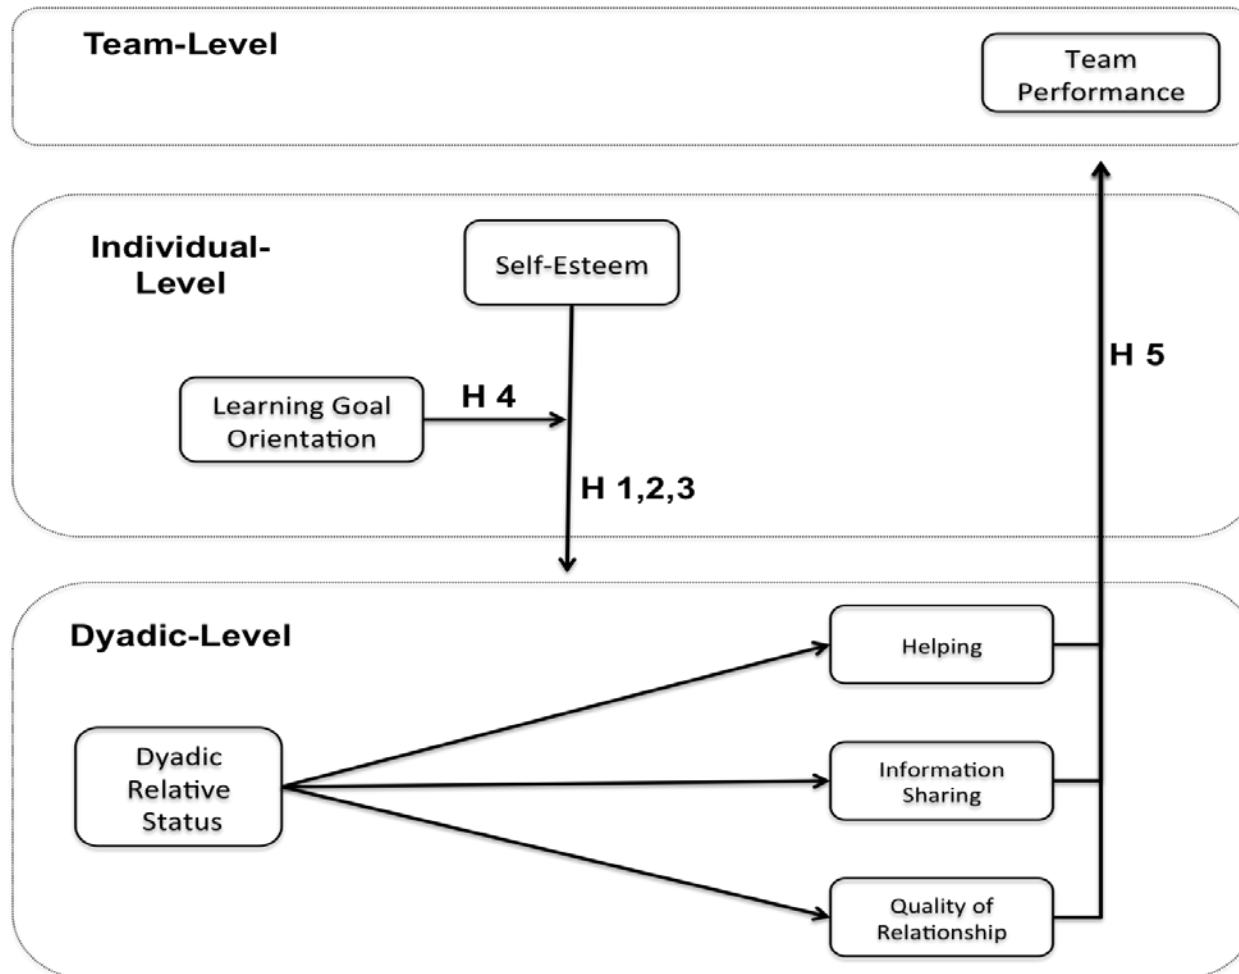 Team-Level
Team
Performance
Individual-
Level
Self-Esteem
Learning Goal
Orientation
H 4
H 5
H 1,2,3
Dyadic-Level
Helping
Dyadic
Relative
Status
Information
Sharing
Quality of
Relationship